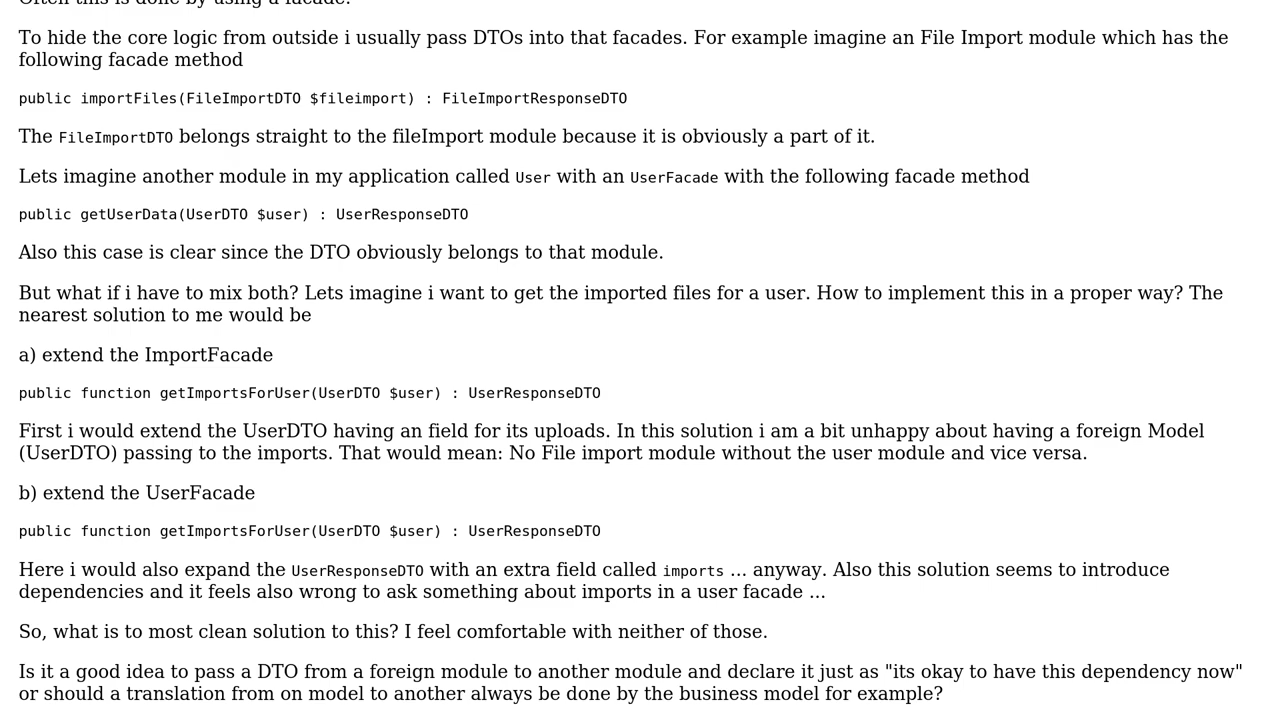 Often this is done by using a facade.
To hide the core logic from outside i usually pass DTOs into that facades. For example imagine an File Import module which has the
following facade method
public importFiles(FileImportDTO $fileimport) : FileImportResponseDTO
The FileImportDTO belongs straight to the fileImport module because it is obviously a part of it.
Lets imagine another module in my application called User with an UserFacade with the following facade method
public getUserData(UserDTO $user) : UserResponseDTO
Also this case is clear since the DTO obviously belongs to that module.
But what if i have to mix both? Lets imagine i want to get the imported files for a user. How to implement this in a proper way? The
nearest solution to me would be
a) extend the ImportFacade
public function getImportsForUser(UserDTO $user) : UserResponseDTO
First i would extend the UserDTO having an field for its uploads. In this solution i am a bit unhappy about having a foreign Model
(UserDTO) passing to the imports. That would mean: No File import module without the user module and vice versa.
b) extend the UserFacade
public function getImportsForUser(UserDTO $user) : UserResponseDTO
Here i would also expand the UserResponseDTO with an extra field called imports ... anyway. Also this solution seems to introduce
dependencies and it feels also wrong to ask something about imports in a user facade ...
So, what is to most clean solution to this? I feel comfortable with neither of those.
Is it a good idea to pass a DTO from a foreign module to another module and declare it just as "its okay to have this dependency now"
or should a translation from on model to another always be done by the business model for example?